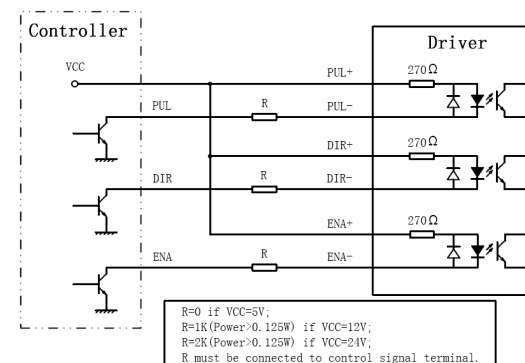 Controller
Driver
VCC
PUL+
270Ω
PUL
R
PUL-
DIR+
270Ω
DIR
R
DIR-
ENA+
270Ω
ENA
R
ENA-
R=0 if VCC=5V;
R=1K(Power>0.125W) if VCC=12V;
R=2K(Power>0.125W) if VCC=24V;
R must be connected to control signal terminal.